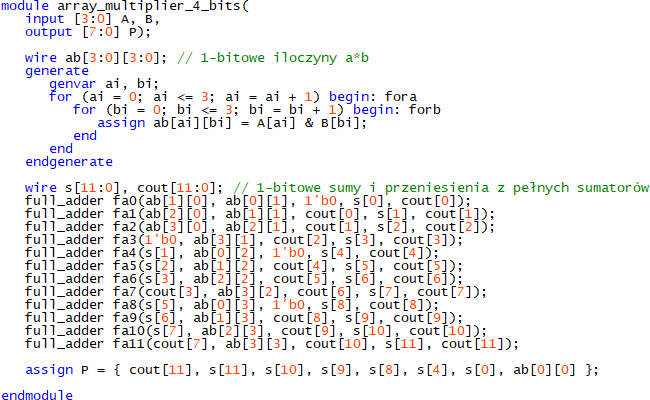 module array_multiplier_4_bits(
input [3:0] A, B,
output [7:0] P);
wire ab[3:0][3:0]; // 1-bitowe iloczyny a*b
generate
genvar ai, bi;
for (ai = 0; ai <= 3; ai = ai + 1) begin: fora
for (bi = 0; bi <= 3; bi = bi + 1) begin: forb
assign ab[ai][bi] = A[ai] & B[bi];
end
end
endgenerate
wire s[11:0], cout[11:0]; // 1-bitowe sumy i przeniesienia z pełnych sumatorów
full_adder fa0(ab[1][0], ab[0][1], 1'b0, s[0], cout[0]);
full_adder fa1(ab[2][0], ab[1][1], cout[0], s[1], cout[1]);
full_adder fa2(ab[3][0], ab[2][1], cout[1], s[2], cout[2]);
full_adder fa3(1'b0, ab[3][1], cout[2], s[3], cout[3]);
full_adder fa4(s[1], ab[0][2], 1'b0, s[4], cout[4]);
full_adder fa5(s[2], ab[1][2], cout[4], s[5], cout[5]);
full_adder fa6(s[3], ab[2][2], cout[5], s[6], cout[6]);
full_adder fa7(cout[3], ab[3][2], cout[6], s[7], cout[7]);
full_adder fa8(s[5], ab[0][3], 1'b0, s[8], cout[8]);
full_adder fa9(s[6], ab[1][3], cout[8], s[9], cout[9]);
full_adder fa10(s[7], ab[2][3], cout[9], s[10], cout[10]);
full_adder fa11(cout[7], ab[3][3], cout[10], s[11], cout[11]);
assign P = { cout[11], s[11], s[10], s[9], s[8], s[4], s[0], ab[0][0] };
endmodule